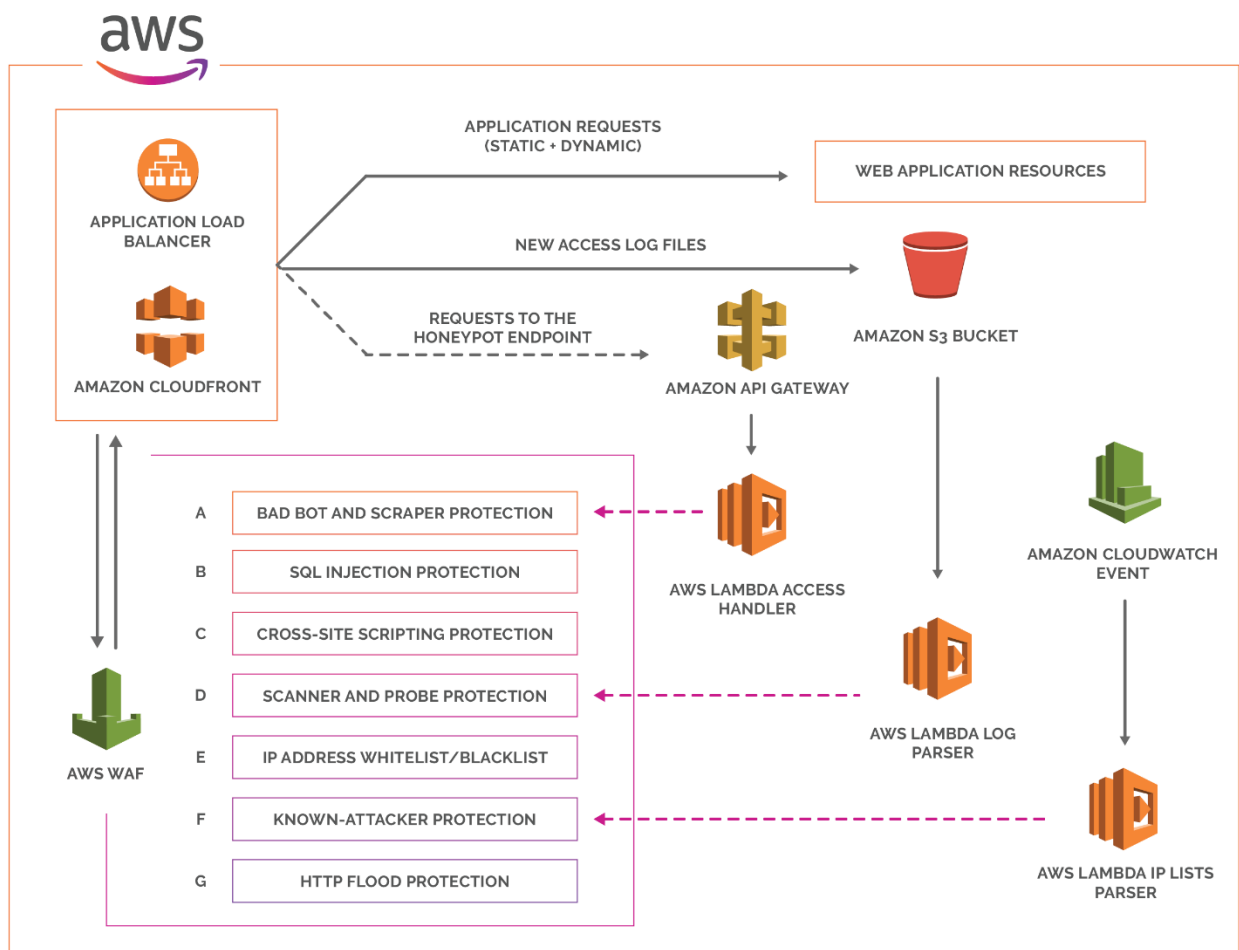 aws
APPLICATION LOAD
BALANCER
AMAZON CLOUDFRONT
APPLICATION REQUESTS
(STATIC + DYNAMIC)
WEB APPLICATION RESOURCES
NEW ACCESS LOG FILES
AMAZON S3 BUCKET
REQUESTS TO THE
HONEYPOT ENDPOINT
AMAZON API GATEWAY
AWS LAMBDA ACCESS
HANDLER
AMAZON CLOUDWATCH
EVENT
AWS LAMBDA LOG
PARSER
AWS LAMBDA IP LISTS
PARSER
AWS WAF
A BAD BOT AND SCRAPER PROTECTION
B SQL INJECTION PROTECTION
C CROSS-SITE SCRIPTING PROTECTION
D SCANNER AND PROBE PROTECTION
E IP ADDRESS WHITELIST/BLACKLIST
F KNOWN-ATTACKER PROTECTION
G HTTP FLOOD PROTECTION